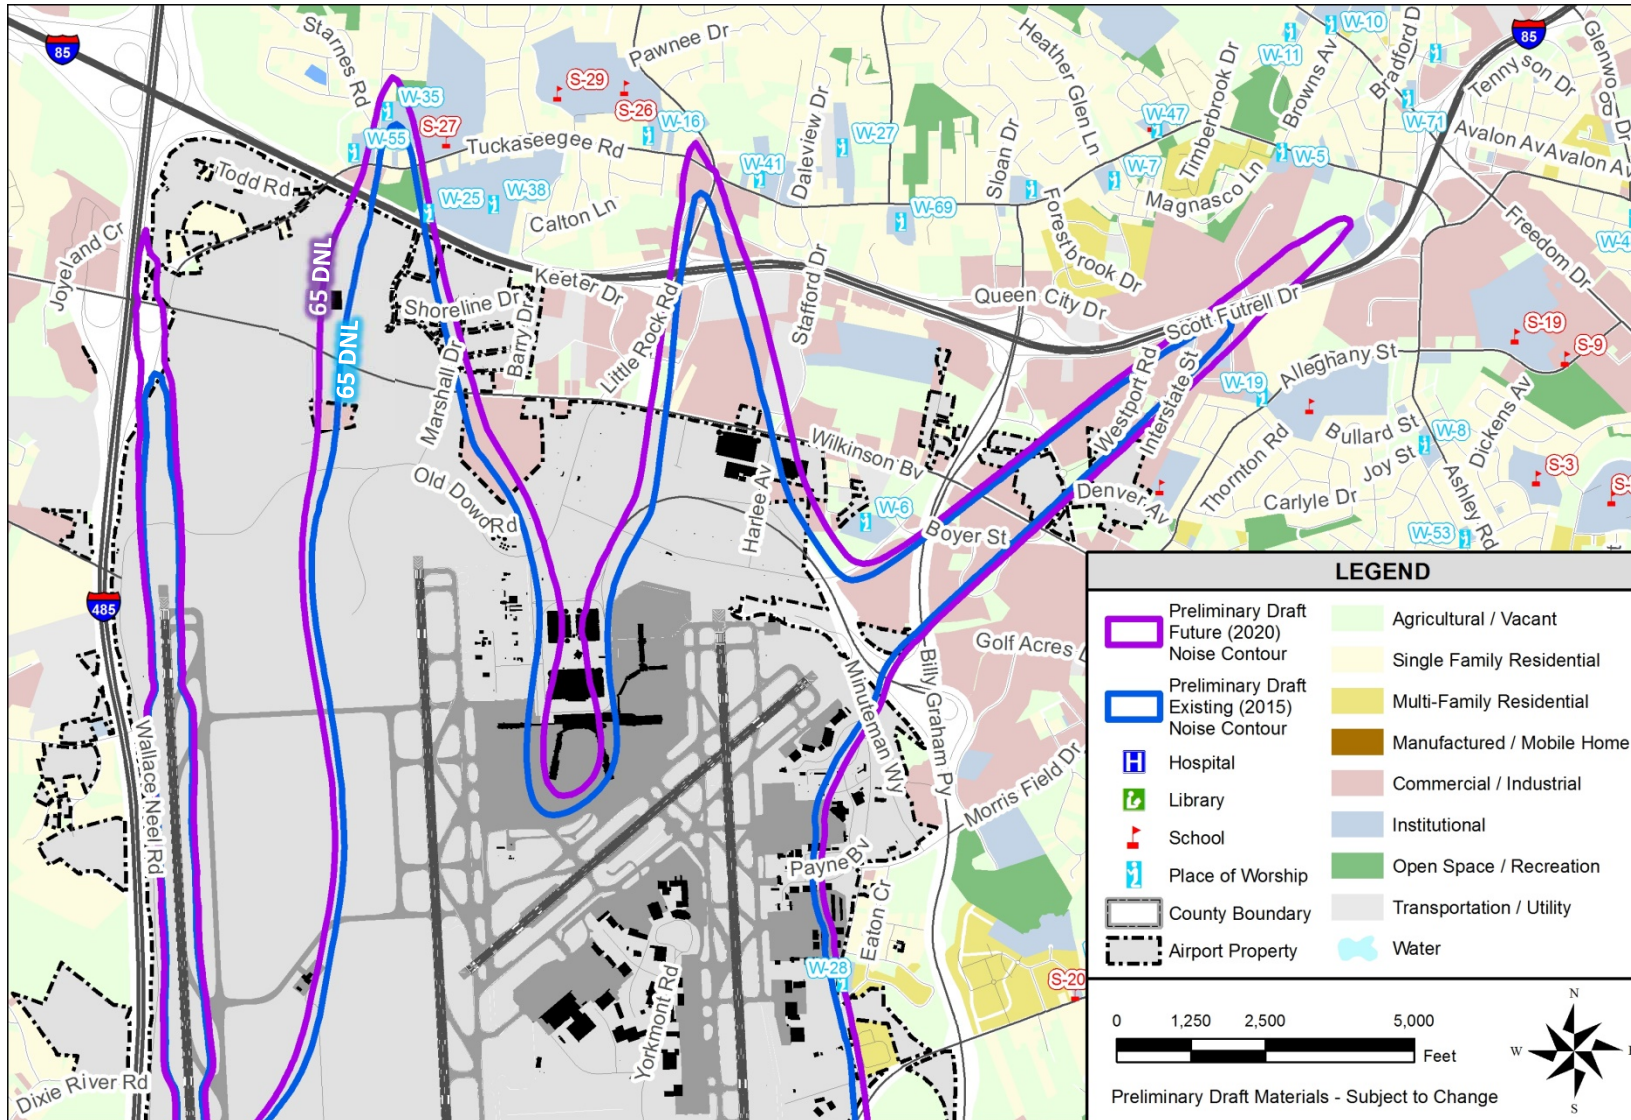 85
Starnes Rd
Pawnee Dr
Heather Glen Ln
Timberbrook Dr
Browns Av
W-10
W-11
Bradford D
85
Tennyson Dr
Glenwood Dr
S-29
S-26
W-35
S-27
W-55
W-16
W-27
W-47
W-71
Tuckaseegee Rd
W-41
Daleview Dr
Sloan Dr
W-7
W-5
Avalon Av
Avalon Av
Todd Rd
W-25
W-38
Calton Ln
W-69
Magnasco Ln
Forestbrook Dr
Freedom Dr
W-4
Joyeland Cr
65 DNL
65 DNL
Shoreline Dr
Keeter Dr
Barry Dr
Marshall Dr
Little Rock Rd
Stafford Dr
Queen City Dr
Scott Futrell Dr
Westport Rd
Interstate St
S-19
S-9
W-19
Alleghany St
Old Dowd Rd
Wilkinson Bv
Harlee Av
W-6
Boyer St
Denver Av
Thornton Rd
Bullard St
Joy St
W-8
Dickens Av
S-3
Carlyle Dr
Ashley Rd
W-53
485
Wallace Neel Rd
Golf Acres
Minuteman Wy
Billy Graham Py
Morris Field Dr
Payne Bv
Eaton Cr
W-28
Yorkmont Rd
S-20
Dixie River Rd
LEGEND
Preliminary Draft
Future (2020)
Noise Contour
Preliminary Draft
Existing (2015)
Noise Contour
H
Hospital
Library
School
Place of Worship
County Boundary
Airport Property
Agricultural / Vacant
Single Family Residential
Multi-Family Residential
Manufactured / Mobile Home
Commercial / Industrial
Institutional
Open Space / Recreation
Transportation / Utility
Water
0 1,250 2,500 5,000
Feet
Preliminary Draft Materials - Subject to Change
N
W
S